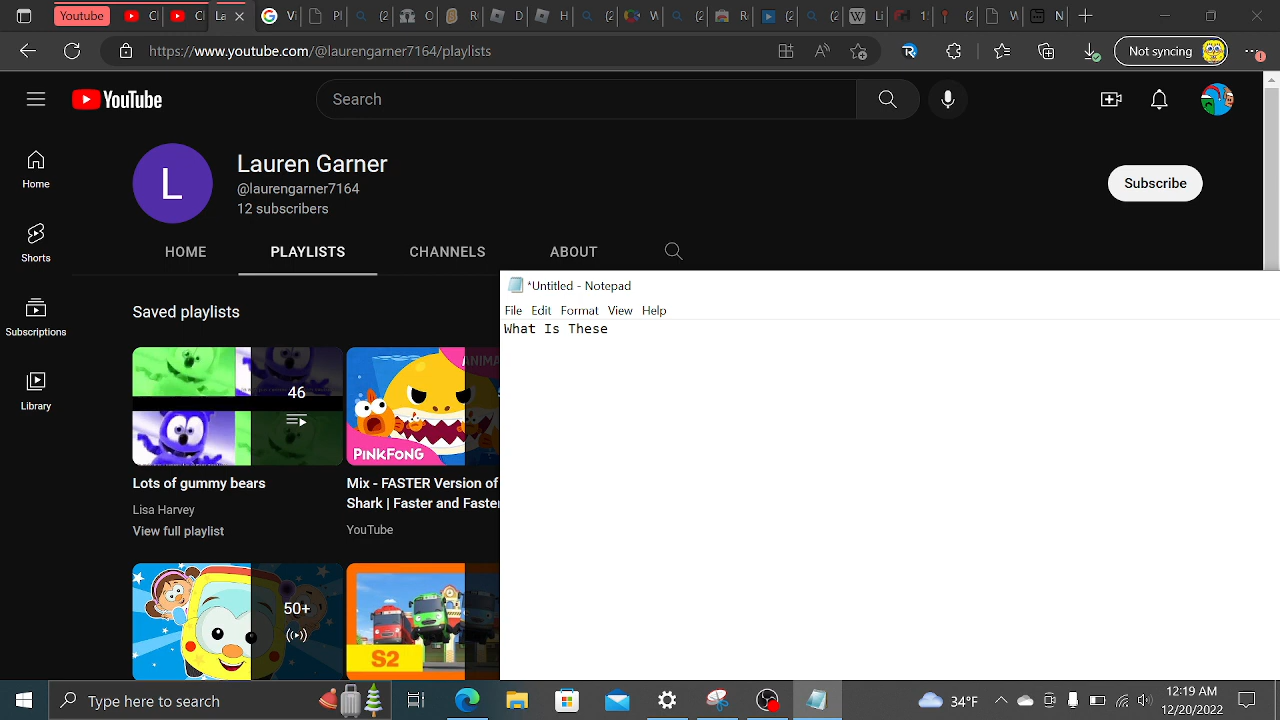 Youtube
https://www.youtube.com/@laurengarner7164/playlists
Not syncing
YouTube
Search
Lauren Garner
@laurengarner7164
12 subscribers
Subscribe
HOME
PLAYLISTS
CHANNELS
ABOUT
Home
Shorts
Subscriptions
Library
Saved playlists
46
Lots of gummy bears
Lisa Harvey
View full playlist
ANIMA
PINKFONG
Mix - FASTER Version of
Shark | Faster and Faster
YouTube
50+
S2
*Untitled - Notepad
File Edit Format View Help
What Is These
Type here to search
34°F
12:19 AM
12/20/2022